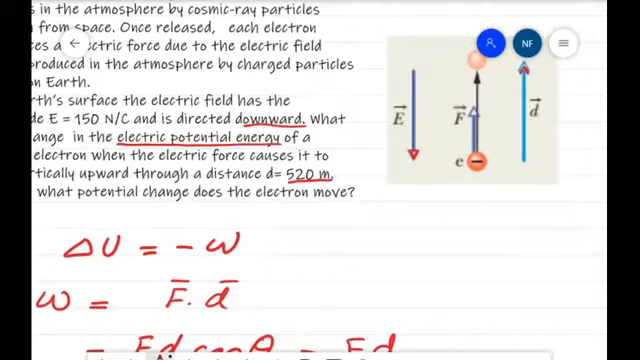 s in the atmosphere by cosmic-ray particles
from space. Once released, each electron
ces a ctric force due to the electric field
produced in the atmosphere by charged particles
on Earth.
rth's surface the electric field has the
de E = 150 N/C and is directed downward. What
ange in the electric potential energy of a
electron when the electric force causes it to
rtically upward through a distance d= 520 m.
what potential change does the electron move?
NF
E
F
d
e
ΔU = - W
W = F . d
= Fd cos θ = Fd